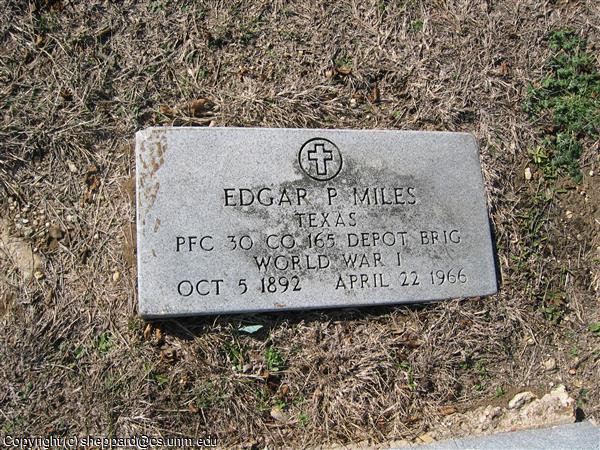 EDGAR P MILES
TEXAS
PFC 30 CO 165 DEPOT BRIG
WORLD WAR I
OCT 5 1892 APRIL 22 1966
Copyright (c) sheppard@cs.unm.edu